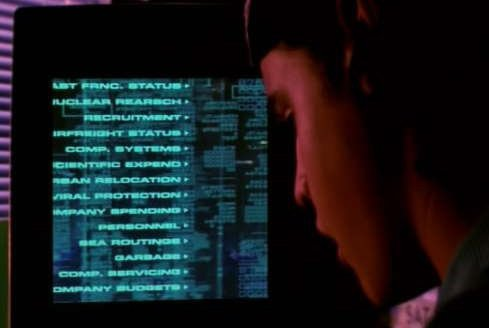 AST FRNC. STATUS
UCLEAR REARSCH
RECRUITMENT
IRFREIGHT STATUS
COMP. SYSTEMS
CIENTIFIC EXPEND
RBAN RELOCATION
VIRAL PROTECTION
OMPANY SPENDING
PERSONNEL
SEA ROUTINGS
GARBAGE
COMP. SERVICING
OMPANY BUDGETS